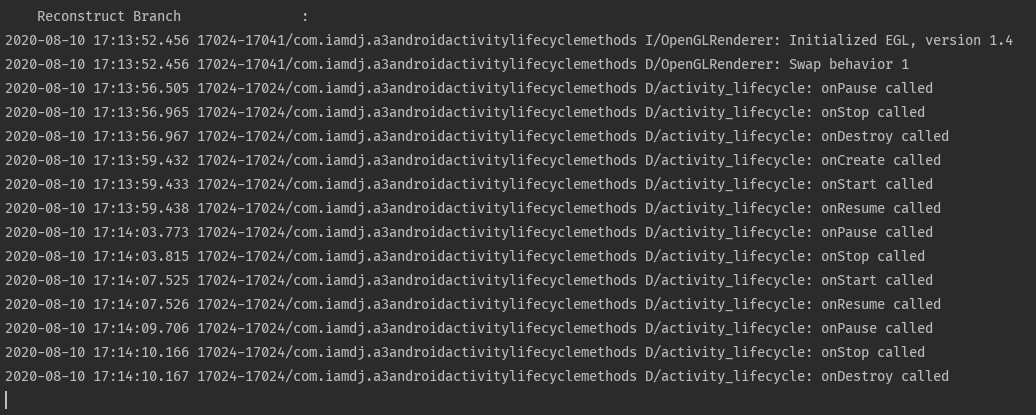 Reconstruct Branch :
2020-08-10 17:13:52.456 17024-17041/com.iamdj.a3androidactivitylifecyclemethods I/OpenGLRenderer: Initialized EGL, version 1.4
2020-08-10 17:13:52.456 17024-17041/com.iamdj.a3androidactivitylifecyclemethods D/OpenGLRenderer: Swap behavior 1
2020-08-10 17:13:56.505 17024-17024/com.iamdj.a3androidactivitylifecyclemethods D/activity_lifecycle: onPause called
2020-08-10 17:13:56.965 17024-17024/com.iamdj.a3androidactivitylifecyclemethods D/activity_lifecycle: onStop called
2020-08-10 17:13:56.967 17024-17024/com.iamdj.a3androidactivitylifecyclemethods D/activity_lifecycle: onDestroy called
2020-08-10 17:13:59.432 17024-17024/com.iamdj.a3androidactivitylifecyclemethods D/activity_lifecycle: onCreate called
2020-08-10 17:13:59.433 17024-17024/com.iamdj.a3androidactivitylifecyclemethods D/activity_lifecycle: onStart called
2020-08-10 17:13:59.438 17024-17024/com.iamdj.a3androidactivitylifecyclemethods D/activity_lifecycle: onResume called
2020-08-10 17:14:03.773 17024-17024/com.iamdj.a3androidactivitylifecyclemethods D/activity_lifecycle: onPause called
2020-08-10 17:14:03.815 17024-17024/com.iamdj.a3androidactivitylifecyclemethods D/activity_lifecycle: onStop called
2020-08-10 17:14:07.525 17024-17024/com.iamdj.a3androidactivitylifecyclemethods D/activity_lifecycle: onStart called
2020-08-10 17:14:07.526 17024-17024/com.iamdj.a3androidactivitylifecyclemethods D/activity_lifecycle: onResume called
2020-08-10 17:14:09.706 17024-17024/com.iamdj.a3androidactivitylifecyclemethods D/activity_lifecycle: onPause called
2020-08-10 17:14:10.166 17024-17024/com.iamdj.a3androidactivitylifecyclemethods D/activity_lifecycle: onStop called
2020-08-10 17:14:10.167 17024-17024/com.iamdj.a3androidactivitylifecyclemethods D/activity_lifecycle: onDestroy called